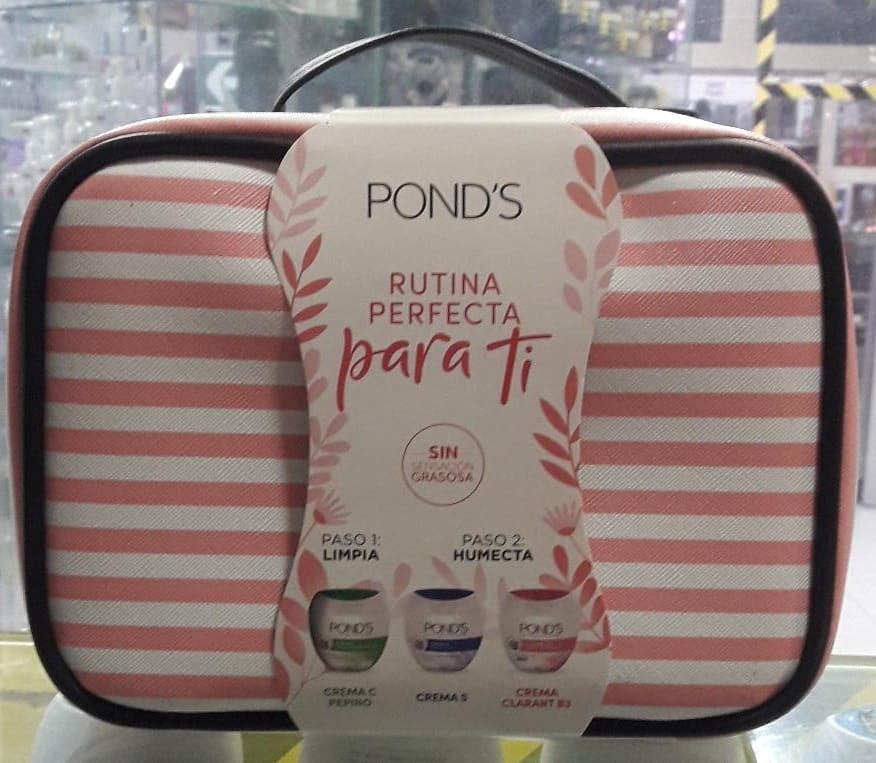 POND'S
RUTINA
PERFECTA
para ti
SIN
SENSACIÓN
GRASOSA
PASO 1:
LIMPIA
PASO 2:
HUMECTA
POND'S
POND'S
POND'S
CREMA C
PEPINO
CREMA S
CREMA
CLARANT B3